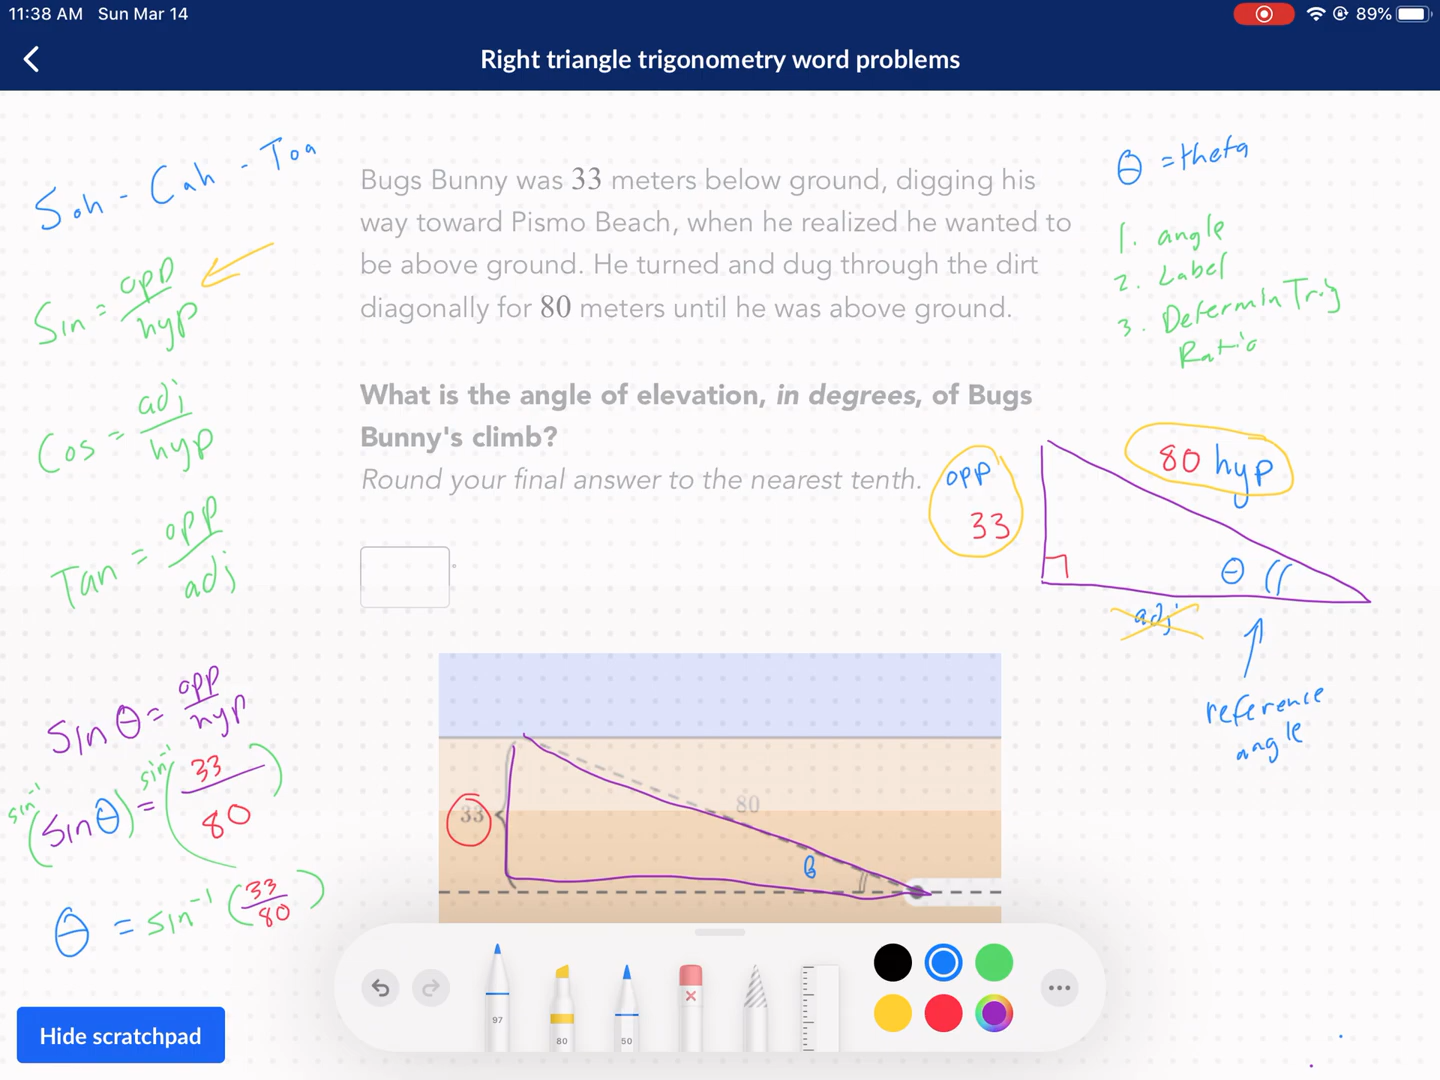 11:38 AM Sun Mar 14
89%
Right triangle trigonometry word problems
Soh - Cah - Toa
Sin = opp/hyp
Cos = adj/hyp
Tan = opp/adj
Sin θ = opp/hyp
sin⁻¹ (Sin θ) = sin⁻¹ (33/80)
θ = Sin⁻¹ (33/80)
Bugs Bunny was 33 meters below ground, digging his
way toward Pismo Beach, when he realized he wanted to
be above ground. He turned and dug through the dirt
diagonally for 80 meters until he was above ground.
What is the angle of elevation, in degrees, of Bugs
Bunny's climb?
Round your final answer to the nearest tenth.
θ = theta
1. angle
2. Label
3. Determin Trig
Ratio
opp
33
80 hyp
θ
adj
reference
angle
33
80
θ
97
80
50
Hide scratchpad